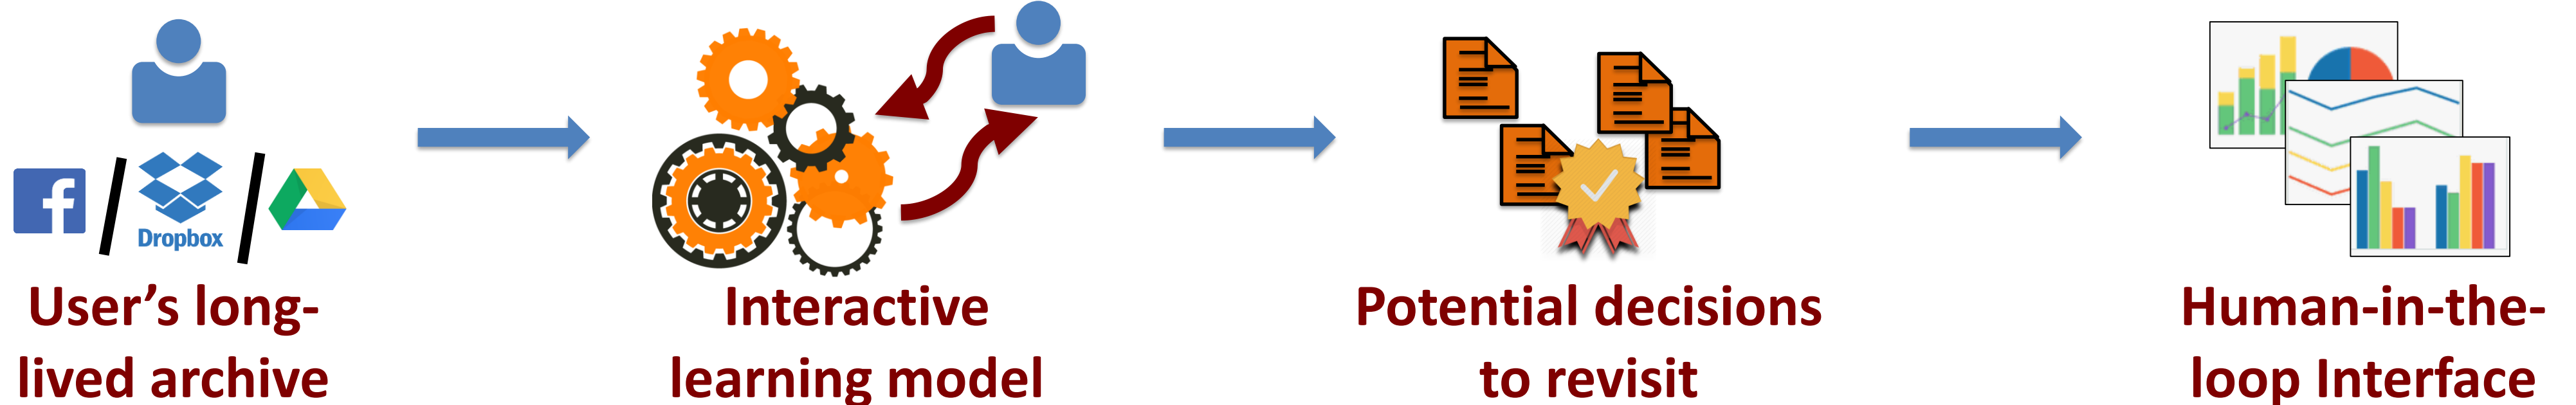 Dropbox
User’s long-
lived archive
Interactive
learning model
Potential decisions
to revisit
Human-in-the-
loop Interface